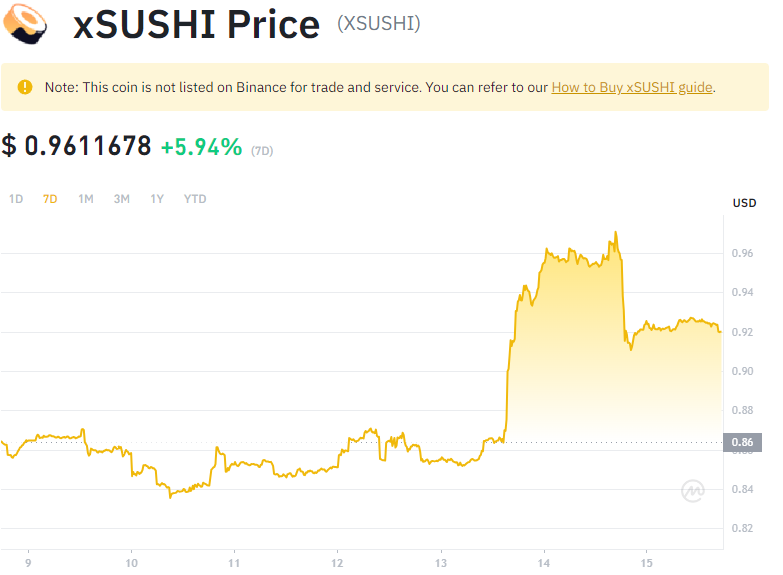 xSUSHI Price (XSUSHI)
Note: This coin is not listed on Binance for trade and service. You can refer to our How to Buy xSUSHI guide.
$ 0.9611678 +5.94% (7D)
1D 7D 1M 3M 1Y YTD
USD
0.96
0.94
0.92
0.90
0.88
0.86
0.84
0.82
9 10 11 12 13 14 15